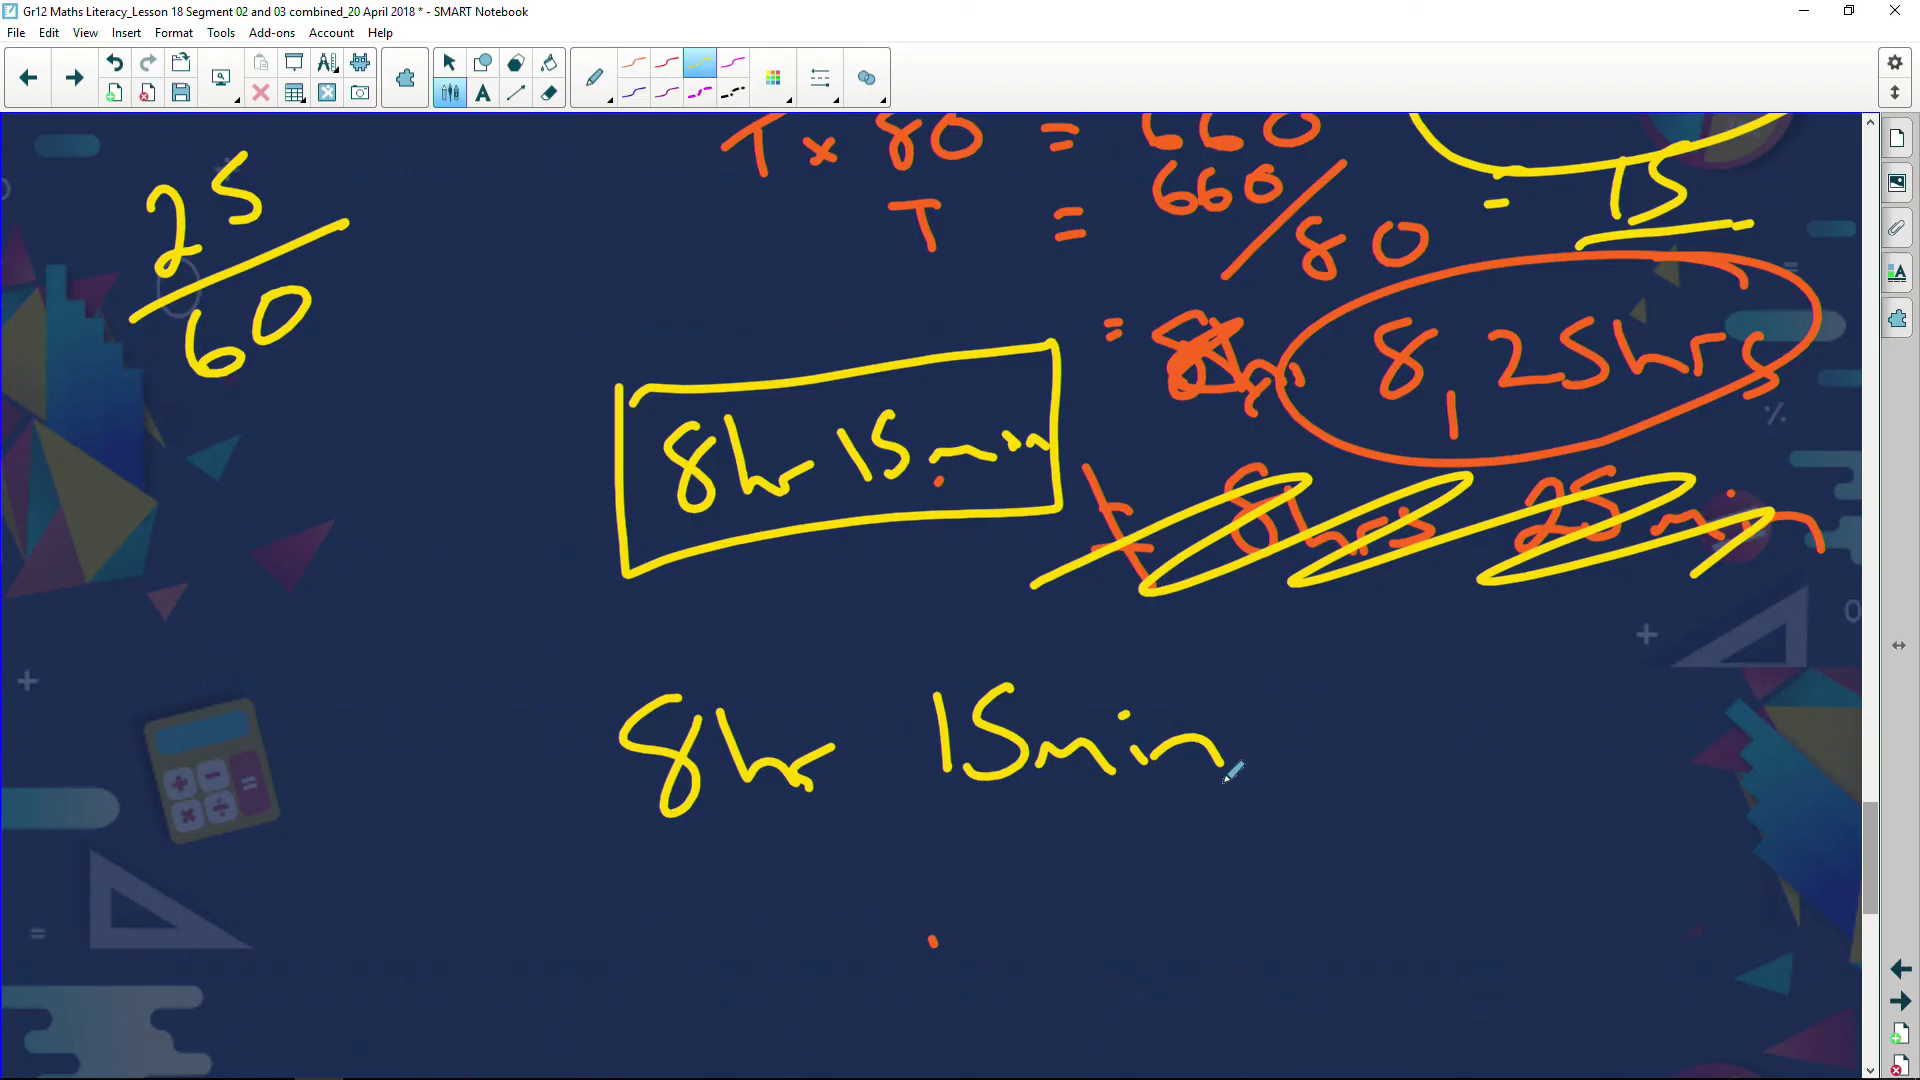 Gr12 Maths Literacy_Lesson 18 Segment 02 and 03 combined_20 April 2018 * - SMART Notebook
File Edit View Insert Format Tools Add-ons Account Help
T x 80 = 660
T = 660/80
= 8,25hrs
= 15
25
60
8hr 15min
8hrs 25min
8hr 15min